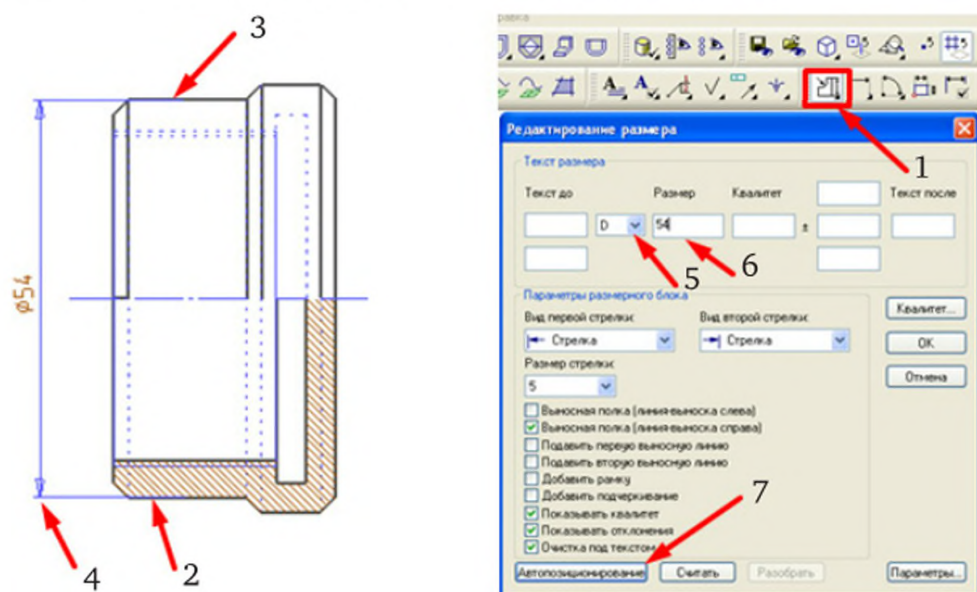 3
ø54
4
2
равка
1
Редактирование размера
Текст размера
Текст до
Размер
Квалитет
Текст после
D
54
±
5
6
Параметры размерного блока
Вид первой стрелки:
Вид второй стрелки:
Стрелка
Стрелка
Размер стрелки:
5
Выносная полка (линия-выноска слева)
Выносная полка (линия-выноска справа)
Подавить первую выносную линию
Подавить вторую выносную линию
Добавить рамку
Добавить подчеркивание
Показывать квалитет
Показывать отклонения
Очистка под текстом
7
Квалитет...
ОК
Отмена
Автопозиционирование
Считать
Разобрать
Параметры...